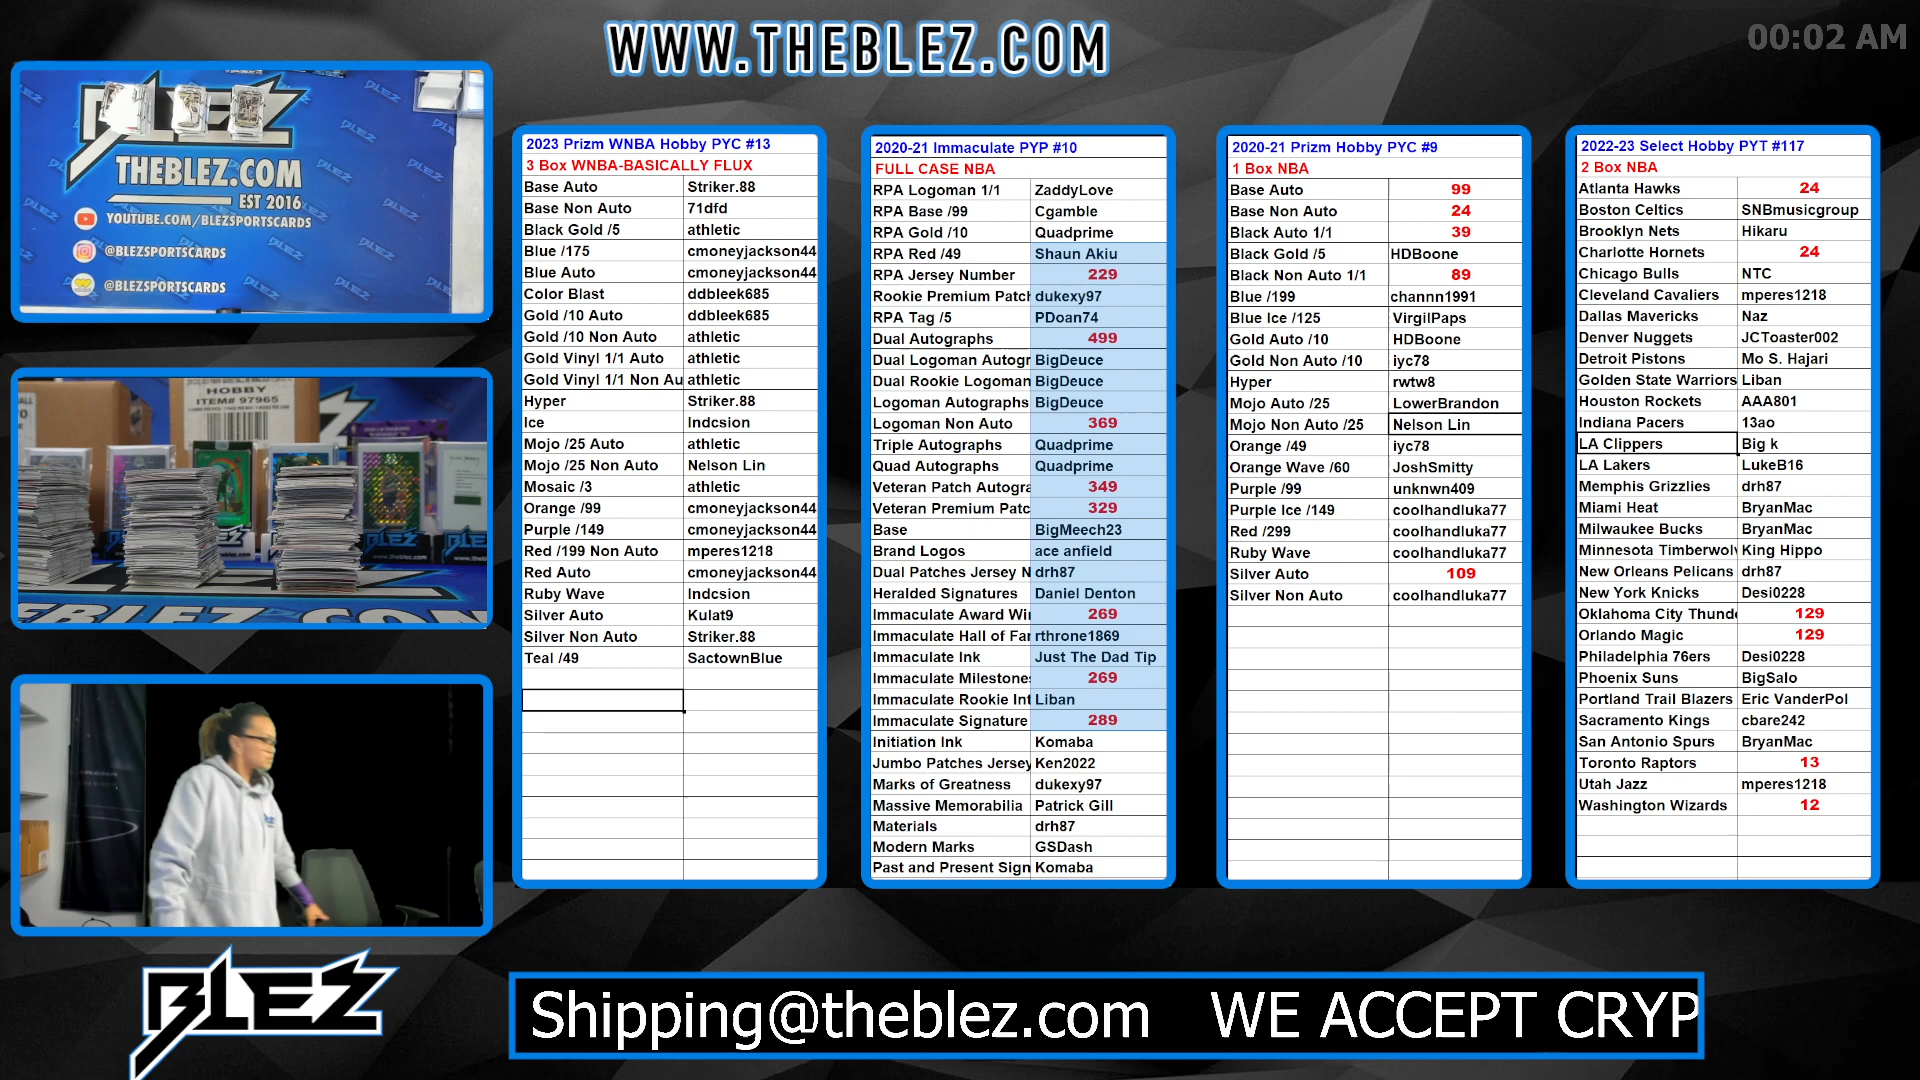 WWW.THEBLEZ.COM
00:02 AM
BLEZ
THEBLEZ.COM
EST 2016
YOUTUBE.COM/BLEZSPORTSCARDS
@BLEZSPORTSCARDS
@BLEZSPORTSCARDS
HOBBY
ITEM# 97965
BLEZ
2023 Prizm WNBA Hobby PYC #13
3 Box WNBA-BASICALLY FLUX
Base Auto Striker.88
Base Non Auto 71dfd
Black Gold /5 athletic
Blue /175 cmoneyjackson44
Blue Auto cmoneyjackson44
Color Blast ddbleek685
Gold /10 Auto ddbleek685
Gold /10 Non Auto athletic
Gold Vinyl 1/1 Auto athletic
Gold Vinyl 1/1 Non Au athletic
Hyper Striker.88
Ice Indcsion
Mojo /25 Auto athletic
Mojo /25 Non Auto Nelson Lin
Mosaic /3 athletic
Orange /99 cmoneyjackson44
Purple /149 cmoneyjackson44
Red /199 Non Auto mperes1218
Red Auto cmoneyjackson44
Ruby Wave Indcsion
Silver Auto Kulat9
Silver Non Auto Striker.88
Teal /49 SactownBlue
2020-21 Immaculate PYP #10
FULL CASE NBA
RPA Logoman 1/1 ZaddyLove
RPA Base /99 Cgamble
RPA Gold /10 Quadprime
RPA Red /49 Shaun Akiu
RPA Jersey Number 229
Rookie Premium Patch dukexy97
RPA Tag /5 PDoan74
Dual Autographs 499
Dual Logoman Autogr BigDeuce
Dual Rookie Logoman BigDeuce
Logoman Autographs BigDeuce
Logoman Non Auto 369
Triple Autographs Quadprime
Quad Autographs Quadprime
Veteran Patch Autogra 349
Veteran Premium Patc 329
Base BigMeech23
Brand Logos ace anfield
Dual Patches Jersey N drh87
Heralded Signatures Daniel Denton
Immaculate Award Wi 269
Immaculate Hall of Fa rthrone1869
Immaculate Ink Just The Dad Tip
Immaculate Milestone 269
Immaculate Rookie Int Liban
Immaculate Signature 289
Initiation Ink Komaba
Jumbo Patches Jersey Ken2022
Marks of Greatness dukexy97
Massive Memorabilia Patrick Gill
Materials drh87
Modern Marks GSDash
Past and Present Sign Komaba
2020-21 Prizm Hobby PYC #9
1 Box NBA
Base Auto 99
Base Non Auto 24
Black Auto 1/1 39
Black Gold /5 HDBoone
Black Non Auto 1/1 89
Blue /199 channn1991
Blue Ice /125 VirgilPaps
Gold Auto /10 HDBoone
Gold Non Auto /10 iyc78
Hyper rwtw8
Mojo Auto /25 LowerBrandon
Mojo Non Auto /25 Nelson Lin
Orange /49 iyc78
Orange Wave /60 JoshSmitty
Purple /99 unknwn409
Purple Ice /149 coolhandluka77
Red /299 coolhandluka77
Ruby Wave coolhandluka77
Silver Auto 109
Silver Non Auto coolhandluka77
2022-23 Select Hobby PYT #117
2 Box NBA
Atlanta Hawks 24
Boston Celtics SNBmusicgroup
Brooklyn Nets Hikaru
Charlotte Hornets 24
Chicago Bulls NTC
Cleveland Cavaliers mperes1218
Dallas Mavericks Naz
Denver Nuggets JCToaster002
Detroit Pistons Mo S. Hajari
Golden State Warriors Liban
Houston Rockets AAA801
Indiana Pacers 13ao
LA Clippers Big k
LA Lakers LukeB16
Memphis Grizzlies drh87
Miami Heat BryanMac
Milwaukee Bucks BryanMac
Minnesota Timberwol King Hippo
New Orleans Pelicans drh87
New York Knicks Desi0228
Oklahoma City Thund 129
Orlando Magic 129
Philadelphia 76ers Desi0228
Phoenix Suns BigSalo
Portland Trail Blazers Eric VanderPol
Sacramento Kings cbare242
San Antonio Spurs BryanMac
Toronto Raptors 13
Utah Jazz mperes1218
Washington Wizards 12
Shipping@theblez.com WE ACCEPT CRYP